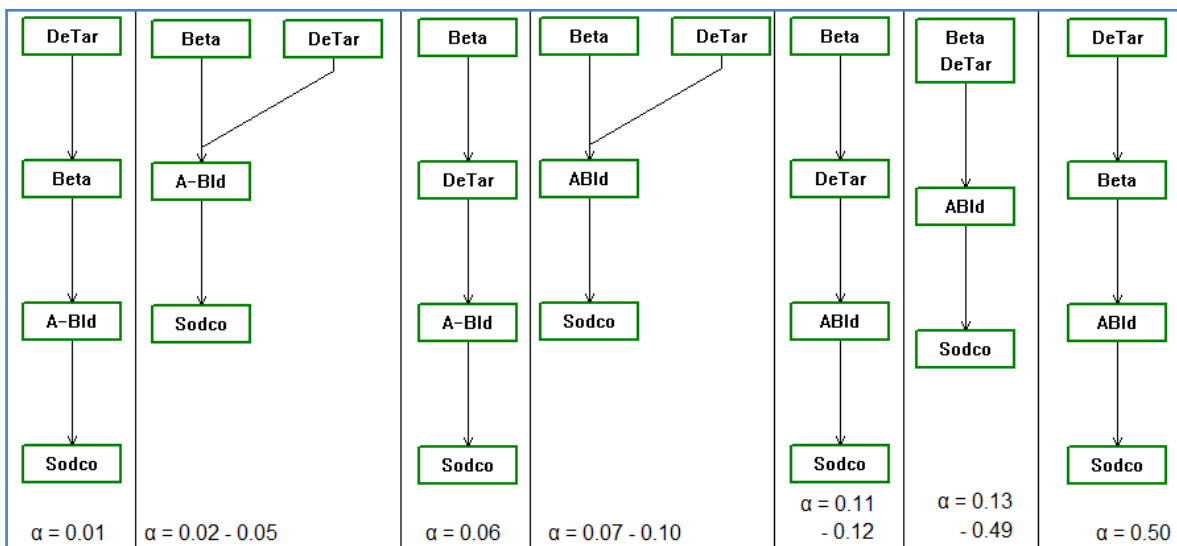 DeTar
Beta
A-Bld
Sodco
α = 0.01
Beta
DeTar
A-Bld
Sodco
α = 0.02 - 0.05
Beta
DeTar
A-Bld
Sodco
α = 0.06
Beta
DeTar
ABld
Sodco
α = 0.07 - 0.10
Beta
DeTar
ABld
Sodco
α = 0.11
- 0.12
Beta
DeTar
ABld
Sodco
α = 0.13
- 0.49
DeTar
Beta
ABld
Sodco
α = 0.50